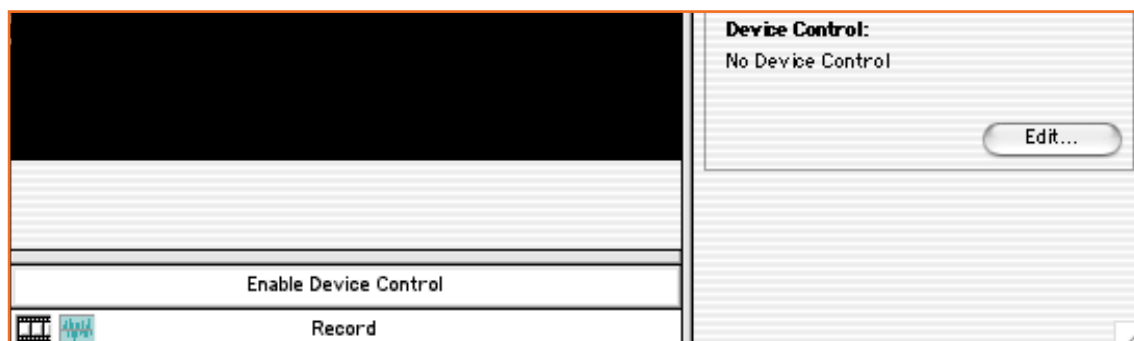 Device Control:
No Device Control
Edit...
Enable Device Control
Record